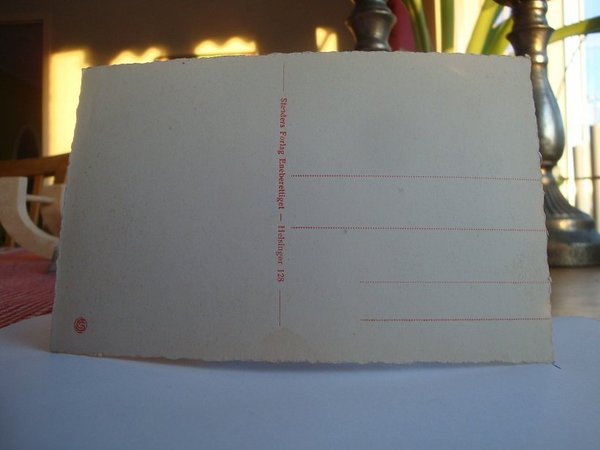 Stenders Forlag Eneberettiget — Helsingør 128